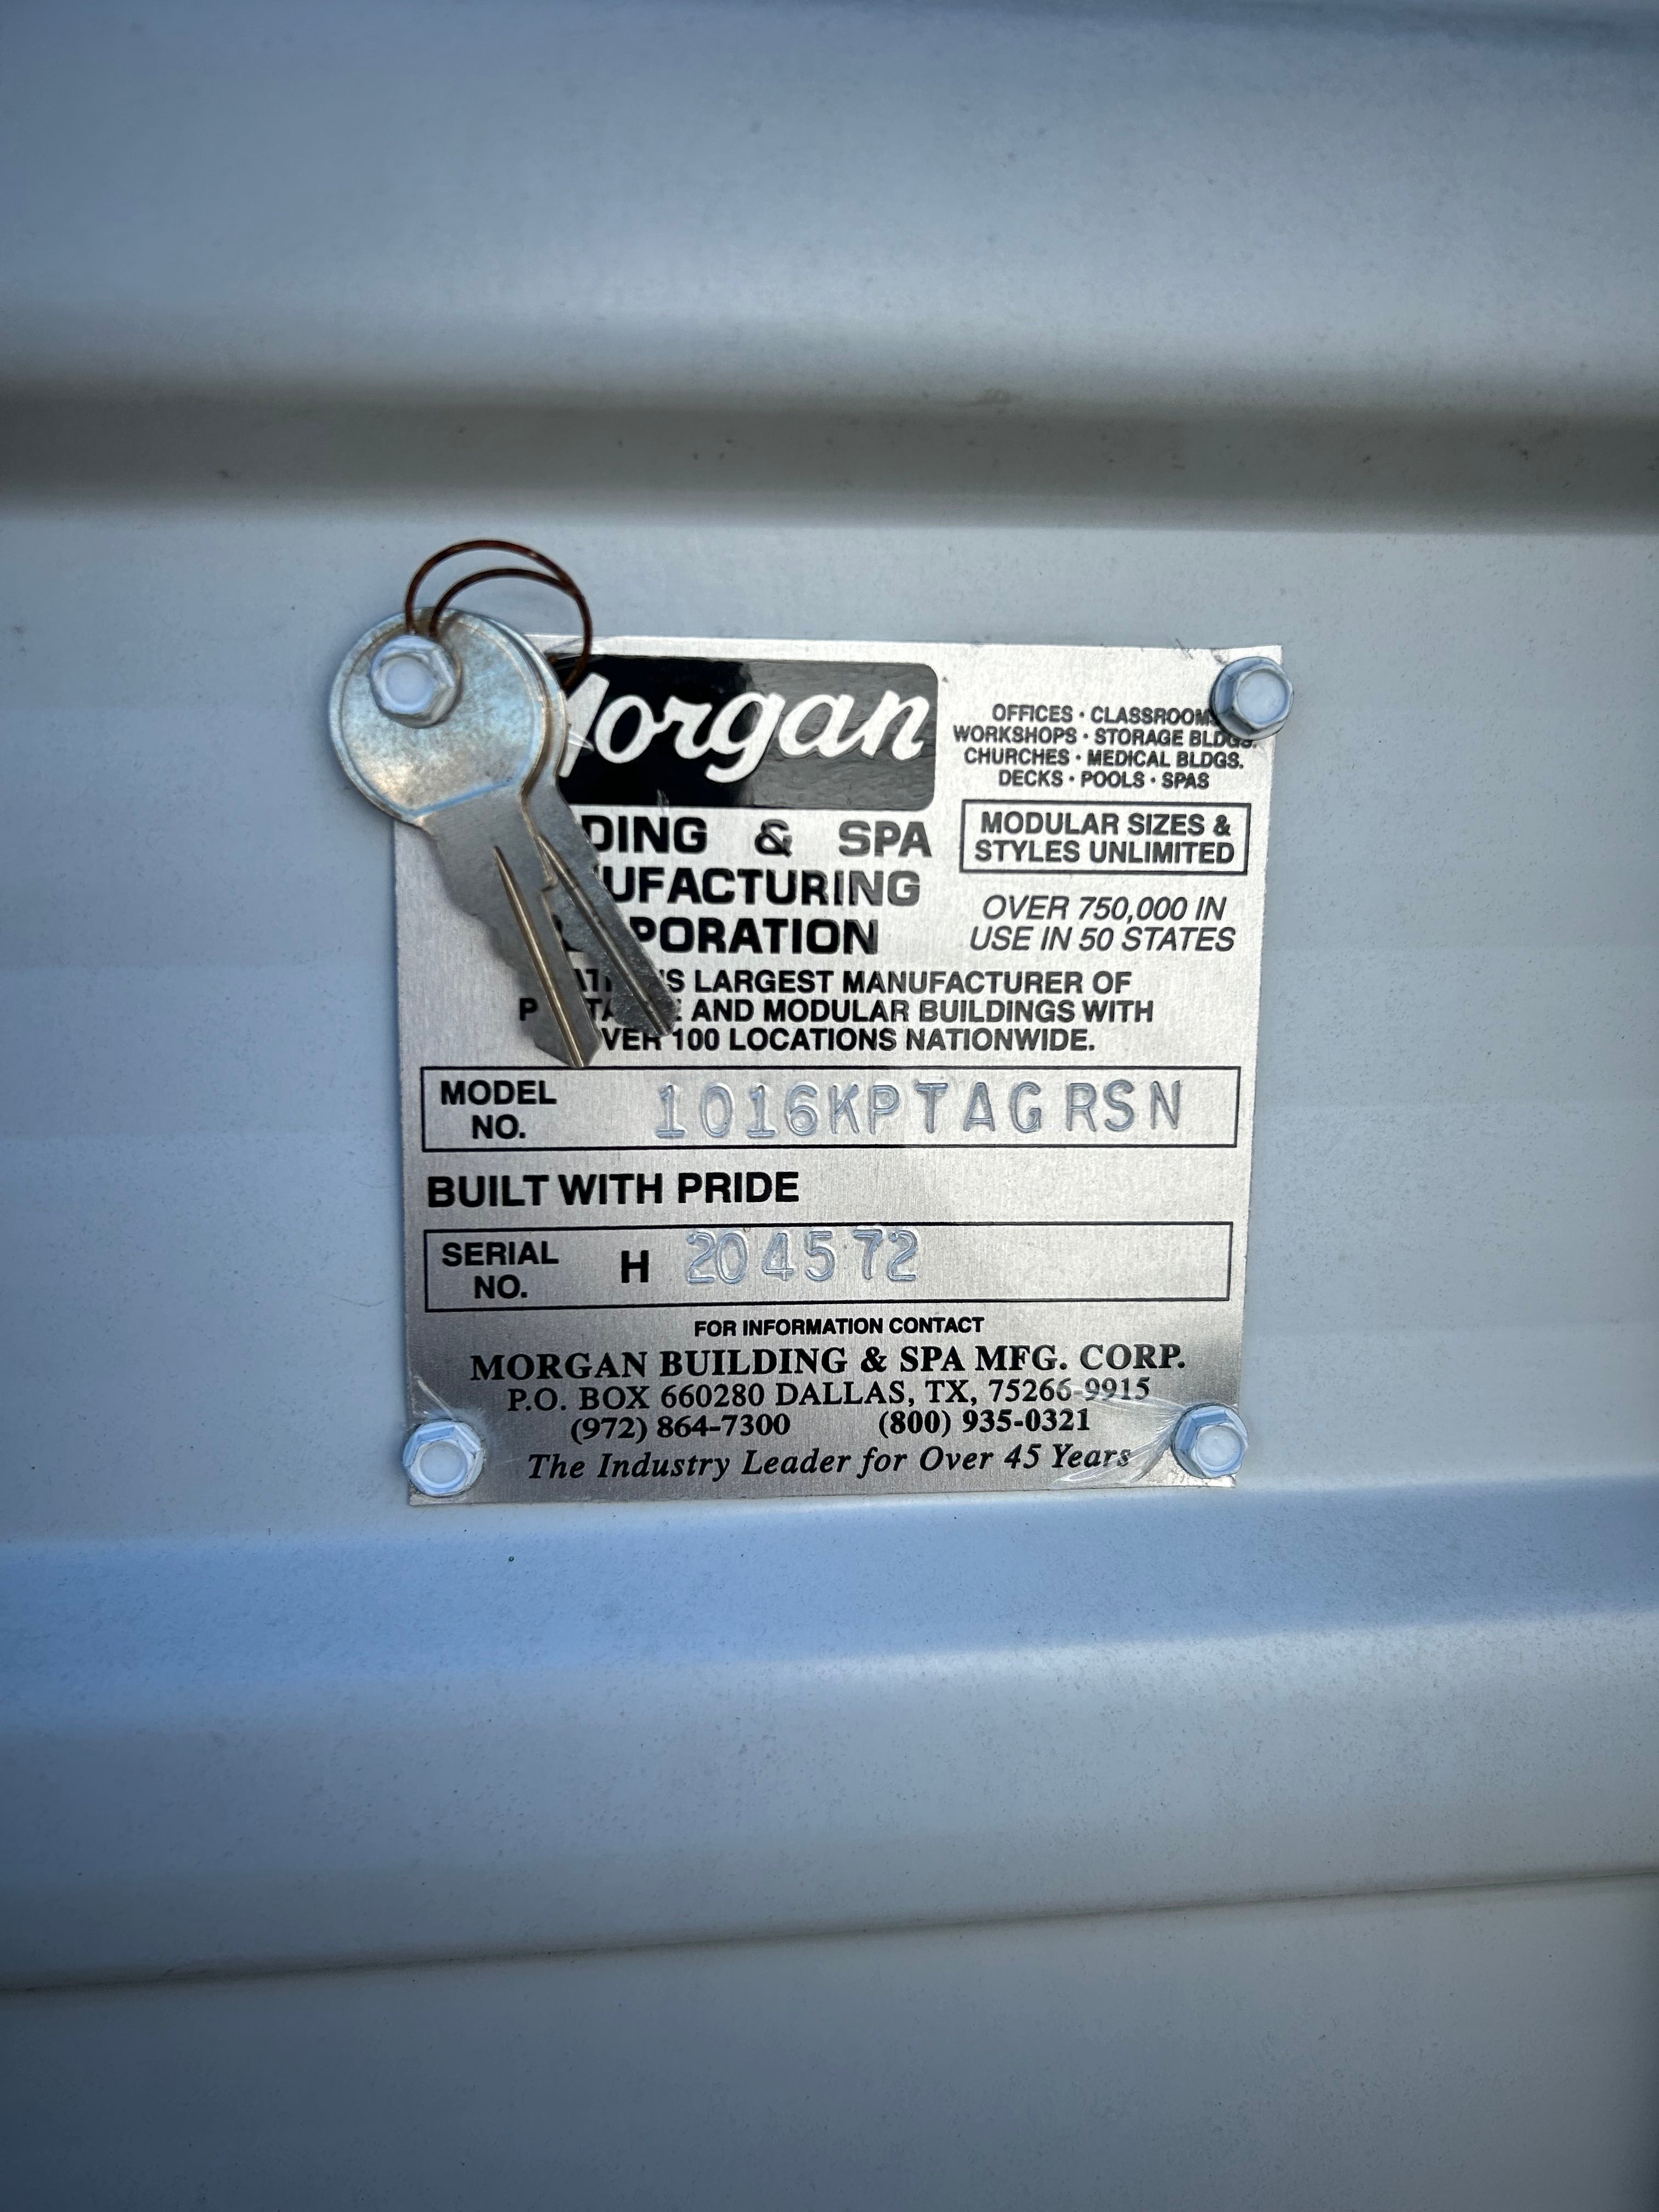 Morgan
OFFICES • CLASSROOMS
WORKSHOPS • STORAGE BLDGS.
CHURCHES • MEDICAL BLDGS.
DECKS • POOLS • SPAS
MODULAR SIZES &
STYLES UNLIMITED
OVER 750,000 IN
USE IN 50 STATES
DING & SPA
UFACTURING
PORATION
'S LARGEST MANUFACTURER OF
AND MODULAR BUILDINGS WITH
VER 100 LOCATIONS NATIONWIDE.
MODEL NO. 1016KPTAGRSN
BUILT WITH PRIDE
SERIAL NO. H 204572
FOR INFORMATION CONTACT
MORGAN BUILDING & SPA MFG. CORP.
P.O. BOX 660280 DALLAS, TX, 75266-9915
(972) 864-7300 (800) 935-0321
The Industry Leader for Over 45 Years